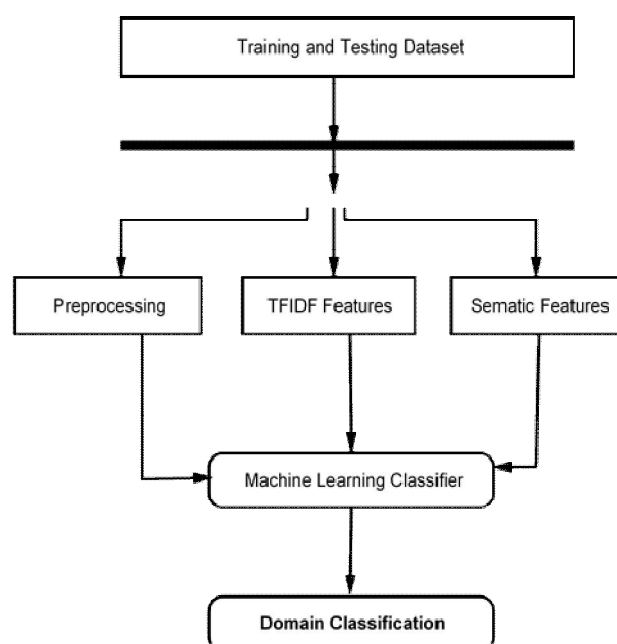 Training and Testing Dataset
Preprocessing
TFIDF Features
Sematic Features
Machine Learning Classifier
Domain Classification